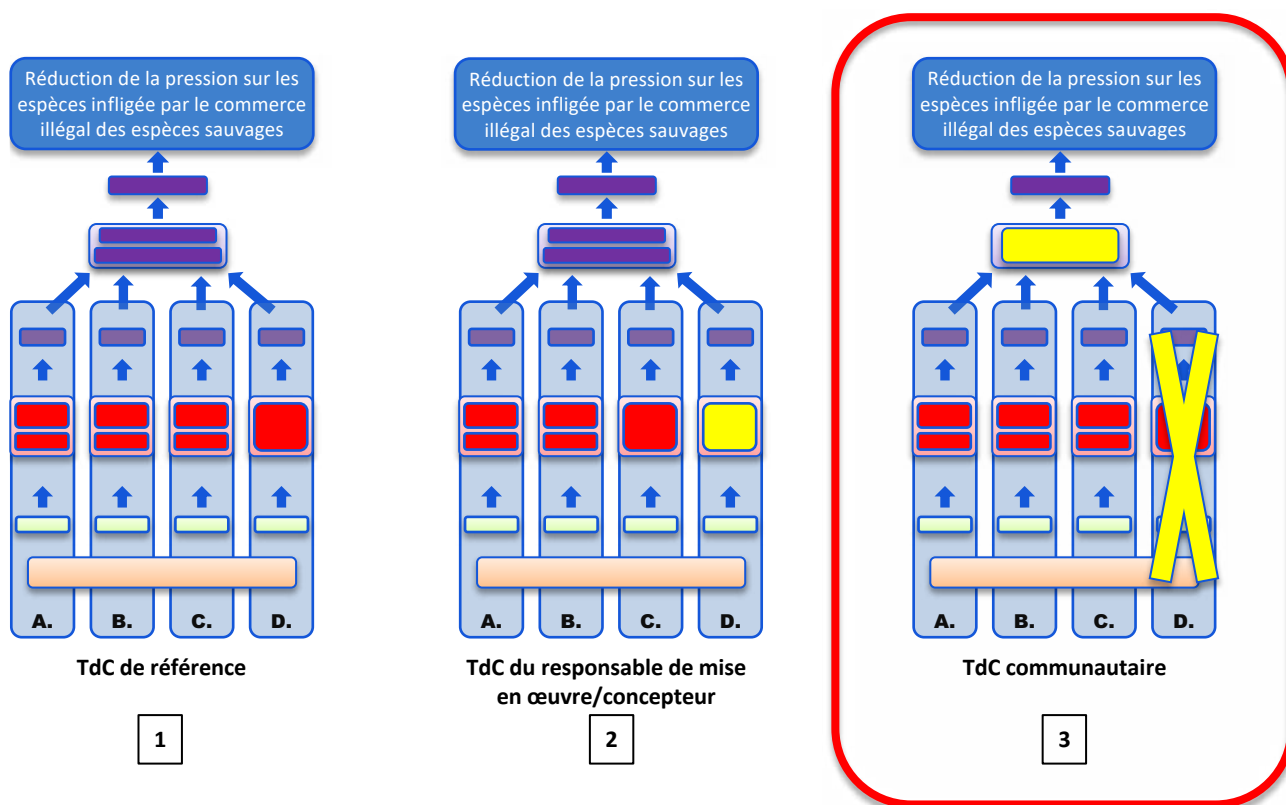 Réduction de la pression sur les
espèces infligée par le commerce
illégal des espèces sauvages
A. B. C. D.
TdC de référence
1
Réduction de la pression sur les
espèces infligée par le commerce
illégal des espèces sauvages
A. B. C. D.
TdC du responsable de mise
en œuvre/concepteur
2
Réduction de la pression sur les
espèces infligée par le commerce
illégal des espèces sauvages
A. B. C. D.
TdC communautaire
3